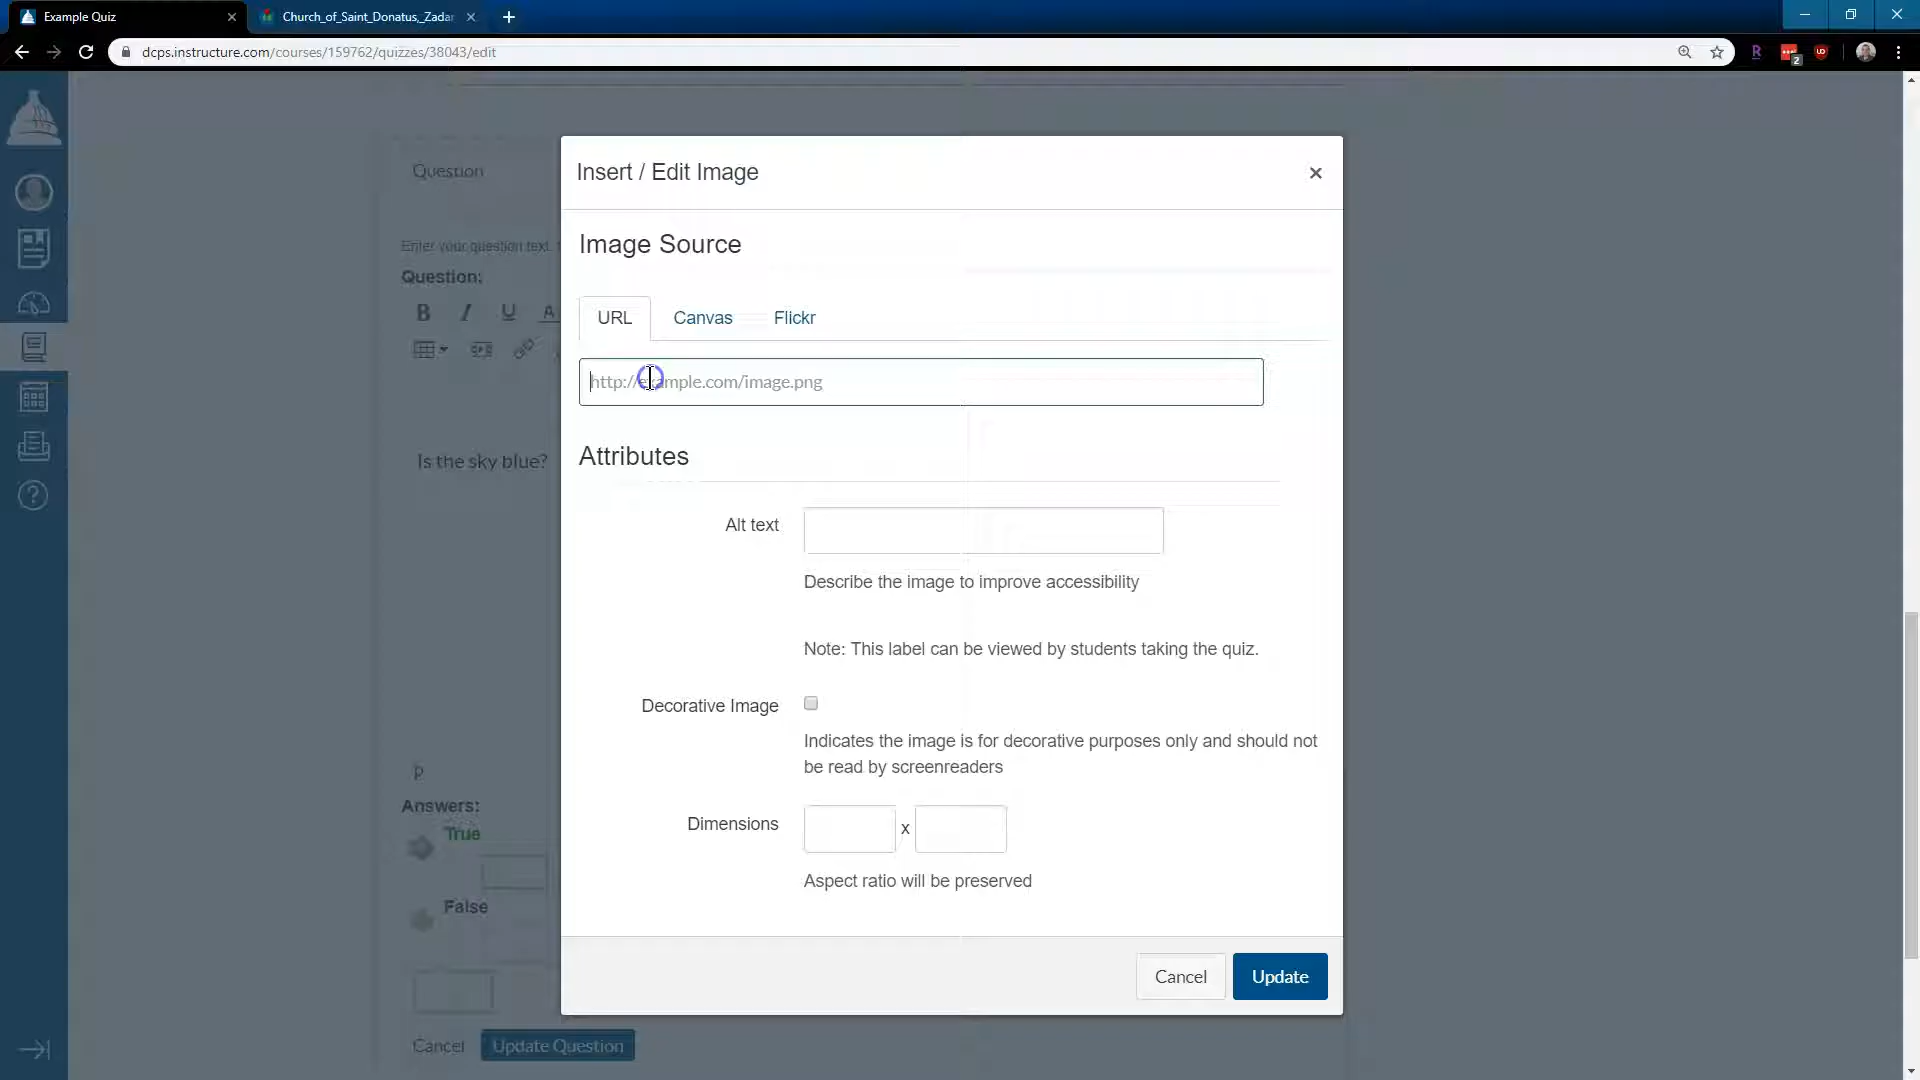 Example Quiz
Church_of_Saint_Donatus,_Zadar
dcps.instructure.com/courses/159762/quizzes/38043/edit
2
Question
Insert / Edit Image
Image Source
Enter your question text,
Question:
B I U A
URL Canvas Flickr
http://example.com/image.png
Attributes
Is the sky blue?
Alt text
Describe the image to improve accessibility
Note: This label can be viewed by students taking the quiz.
Decorative Image
Indicates the image is for decorative purposes only and should not
be read by screenreaders
p
Answers:
True
Dimensions x
Aspect ratio will be preserved
False
Cancel Update
Cancel Update Question